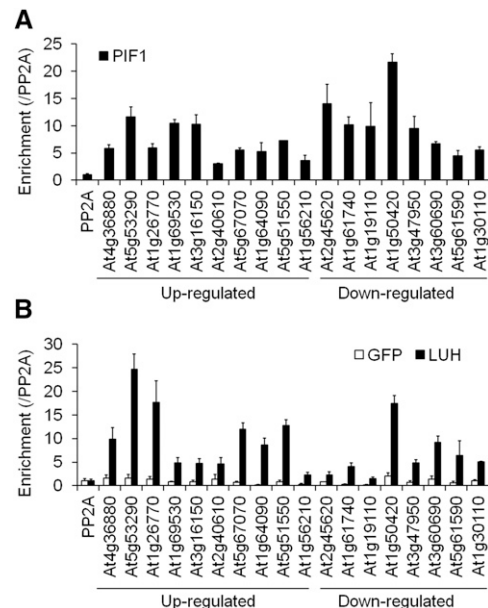 A
Enrichment (/PP2A)
25
20
15
10
5
0
PIF1
PP2A
At4g36880
At5g53290
At1g26770
At1g69530
At3g16150
At2g40610
At5g67070
At1g64090
At5g51550
At1g56210
At2g45620
At1g61740
At1g19110
At1g50420
At3g47950
At3g60690
At5g61590
At1g30110
Up-regulated
Down-regulated
B
Enrichment (/PP2A)
30
25
20
15
10
5
0
GFP
LUH
PP2A
At4g36880
At5g53290
At1g26770
At1g69530
At3g16150
At2g40610
At5g67070
At1g64090
At5g51550
At1g56210
At2g45620
At1g61740
At1g19110
At1g50420
At3g47950
At3g60690
At5g61590
At1g30110
Up-regulated
Down-regulated